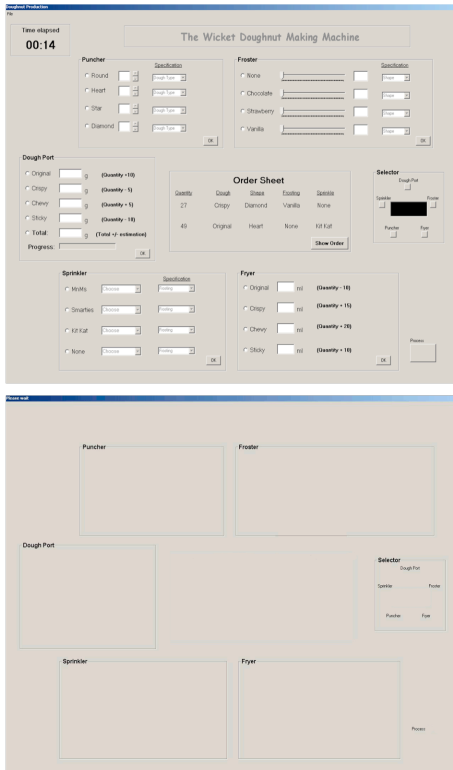 Doughnut Production
File
Time elapsed
00:14
The Wicket Doughnut Making Machine
Puncher
Specification
Round Dough Type
Heart Dough Type
Star Dough Type
Diamond Dough Type
OK
Froster
Specification
None Shape
Chocolate Shape
Strawberry Shape
Vanilla Shape
OK
Dough Port
Original g (Quantity +10)
Crispy g (Quantity - 5)
Chevy g (Quantity + 5)
Sticky g (Quantity - 10)
Total: g (Total +/- estimation)
Progress:
OK
Order Sheet
Quantity Dough Shape Frosting Sprinkle
27 Crispy Diamond Vanilla None
49 Original Heart None Kit Kat
Show Order
Selector
Dough Port
Sprinkler Froster
Puncher Fryer
Sprinkler
Specification
MnMs Choose Frosting
Smarties Choose Frosting
Kit Kat Choose Frosting
None Choose Frosting
OK
Fryer
Original ml (Quantity - 10)
Crispy ml (Quantity + 15)
Chevy ml (Quantity + 20)
Sticky ml (Quantity + 10)
OK
Process
Please wait
Puncher
Froster
Dough Port
Selector
Dough Port
Sprinkler Froster
Puncher Fryer
Sprinkler
Fryer
Process